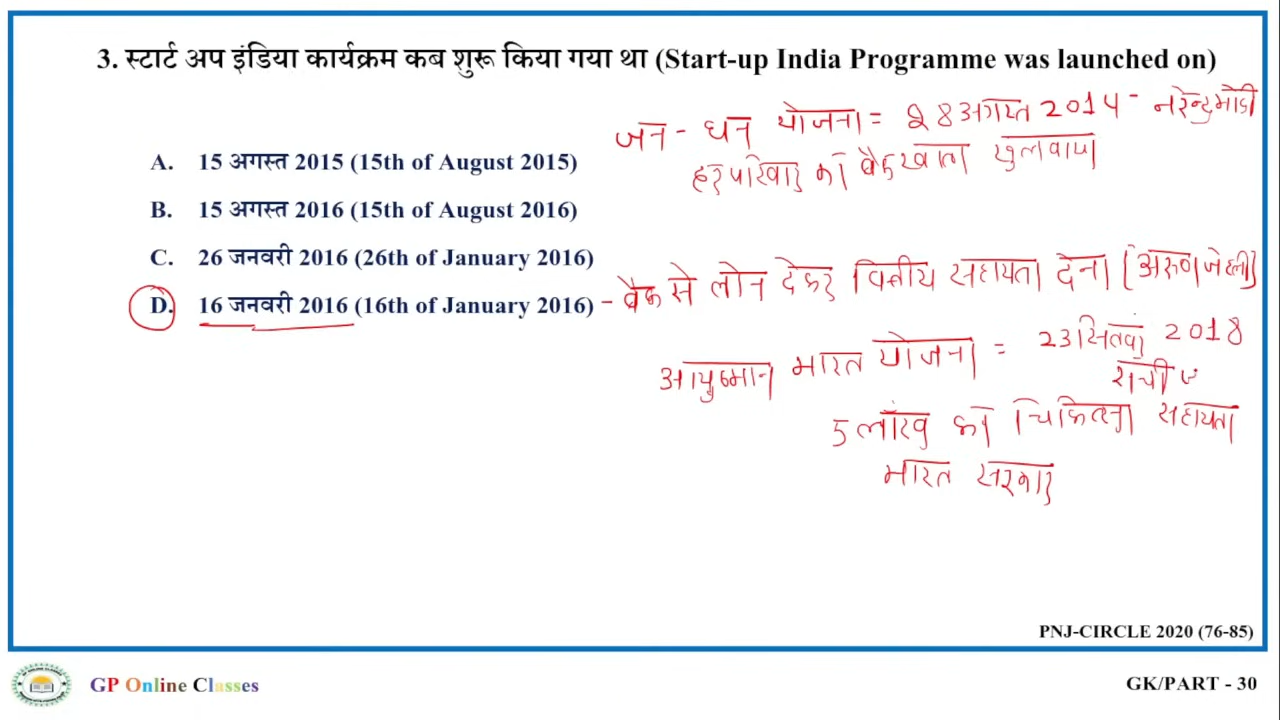 3. स्टार्ट अप इंडिया कार्यक्रम कब शुरू किया गया था (Start-up India Programme was launched on)
जन - धन योजना = 28 अगस्त 2014 - नरेन्द्र मोदी
हर परिवार का बैंक खाता खुलवाना
A. 15 अगस्त 2015 (15th of August 2015)
B. 15 अगस्त 2016 (15th of August 2016)
C. 26 जनवरी 2016 (26th of January 2016)
D. 16 जनवरी 2016 (16th of January 2016) - बैंक से लोन देकर वित्तीय सहायता देना [अरुण जेटली]
आयुष्मान भारत योजना = 23 सितंबर 2018
रांची
5 लाख का चिकित्सा सहायता
भारत सरकार
PNJ-CIRCLE 2020 (76-85)
GP Online Classes
GK/PART - 30